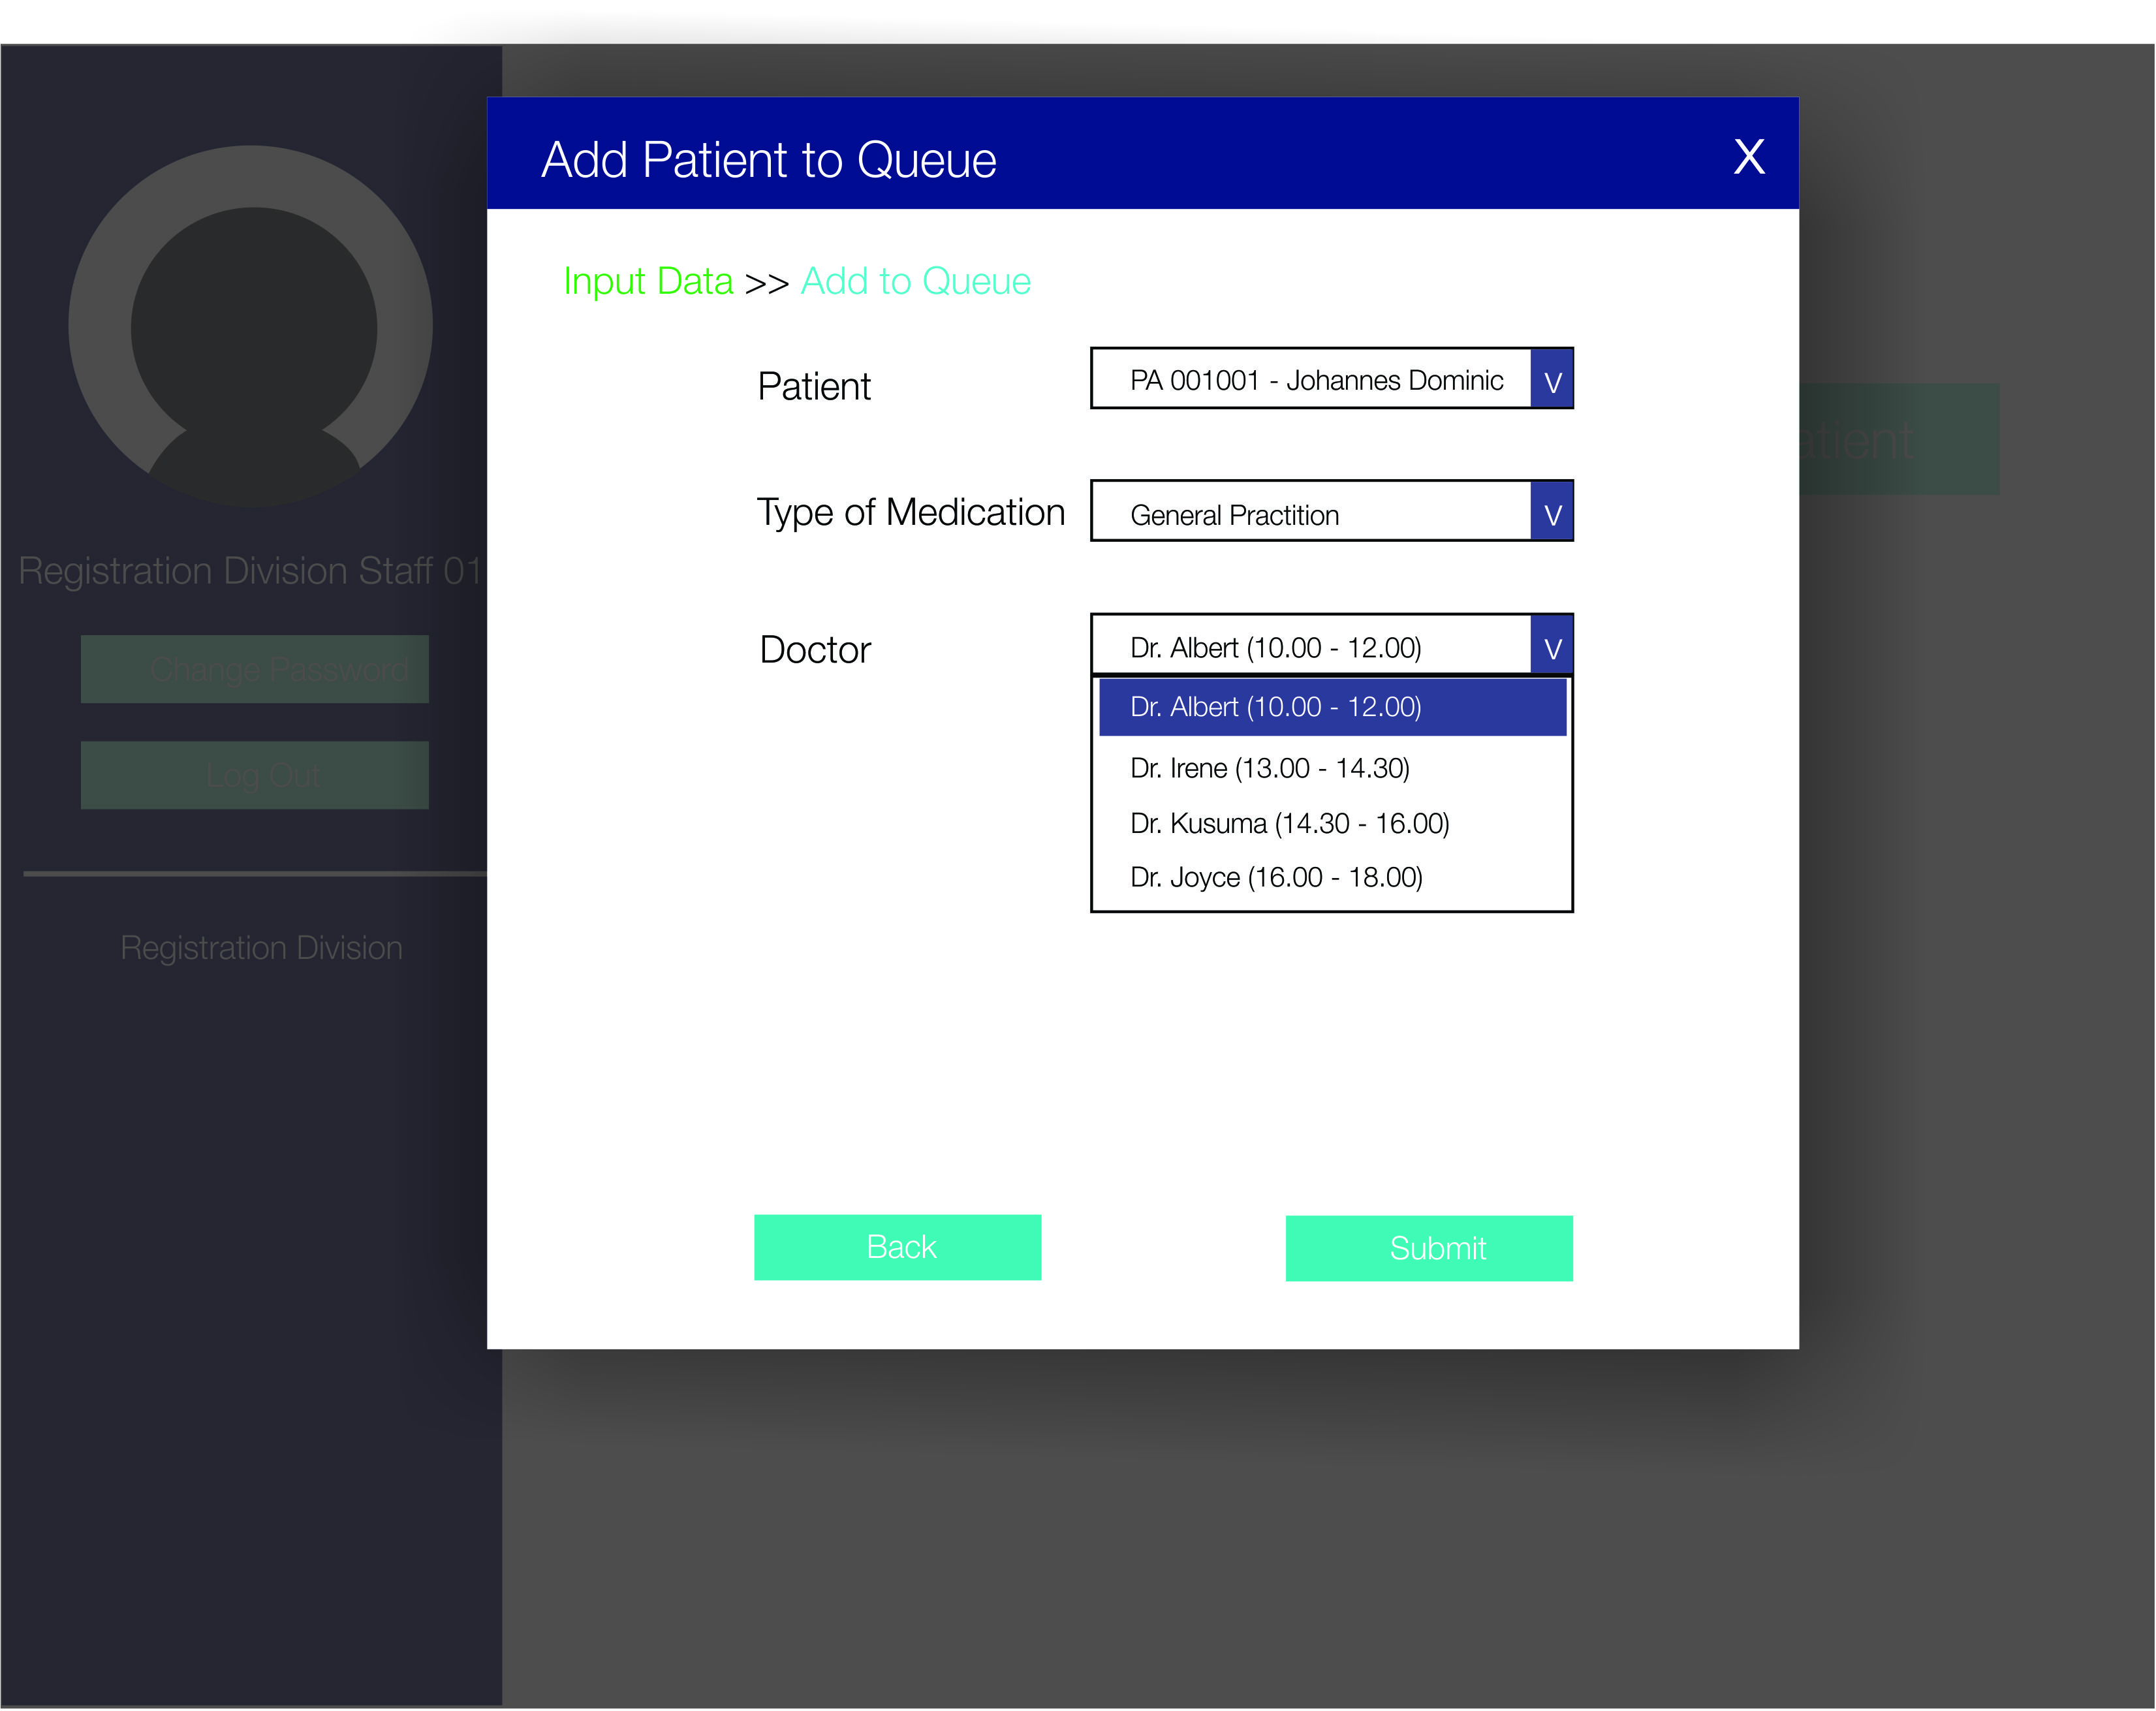 Add Patient to Queue X
Input Data >> Add to Queue
Patient
PA 001001 - Johannes Dominic V
Type of Medication
General Practition V
Doctor
Dr. Albert (10.00 - 12.00) V
Dr. Albert (10.00 - 12.00)
Dr. Irene (13.00 - 14.30)
Dr. Kusuma (14.30 - 16.00)
Dr. Joyce (16.00 - 18.00)
Back
Submit
Registration Division Staff 01
Change Password
Log Out
Registration Division
atient